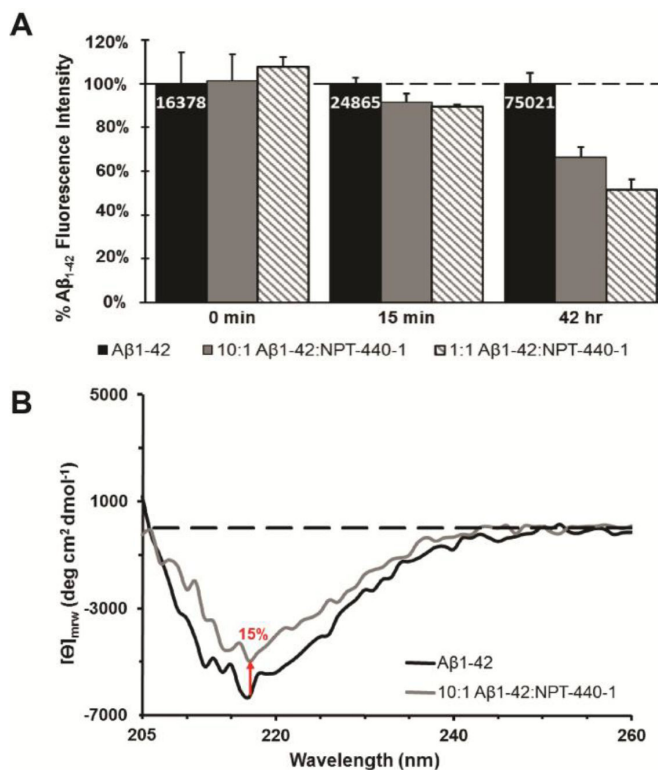 A
% Aβ1-42 Fluorescence Intensity
120%
100%
80%
60%
40%
20%
0%
16378
24865
75021
0 min
15 min
42 hr
Aβ1-42
10:1 Aβ1-42:NPT-440-1
1:1 Aβ1-42:NPT-440-1
B
[Θ]mrw (deg cm2 dmol-1)
5000
1000
-3000
-7000
15%
Aβ1-42
10:1 Aβ1-42:NPT-440-1
205
220
240
260
Wavelength (nm)